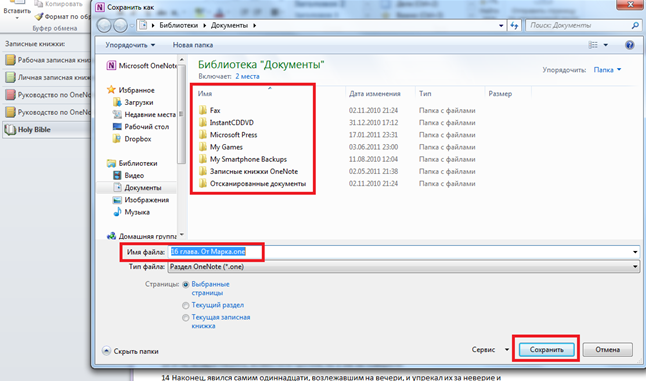 Сохранить как
Вставить
Формат по обр
Буфер обмена
Библиотеки
Документы
Поиск: Документы
Упорядочить
Новая папка
Записные книжки:
Рабочая записная кн
Личная записная кни
Руководство по OneN
Руководство по OneN
Holy Bible
Microsoft OneNote
Избранное
Загрузки
Недавние места
Рабочий стол
Dropbox
Библиотеки
Видео
Документы
Изображения
Музыка
Домашняя группа
Библиотека "Документы"
Включает: 2 места
Упорядочить: Папка
Имя Дата изменения Тип Размер
Fax 02.11.2010 21:24 Папка с файлами
InstantCDDVD 31.12.2010 17:12 Папка с файлами
Microsoft Press 17.01.2011 23:31 Папка с файлами
My Games 03.06.2011 23:00 Папка с файлами
My Smartphone Backups 11.08.2010 12:04 Папка с файлами
Записные книжки OneNote 02.05.2011 21:38 Папка с файлами
Отсканированные документы 02.11.2010 21:24 Папка с файлами
Имя файла: 16 глава. От Марка.one
Тип файла: Раздел OneNote (*.one)
Страницы: Выбранные
страницы
Текущий раздел
Текущая записная
книжка
Скрыть папки
Сервис
Сохранить
Отмена
14 Наконец, явился самим одиннадцати, возлежавшим на вечери, и упрекал их за неверие и